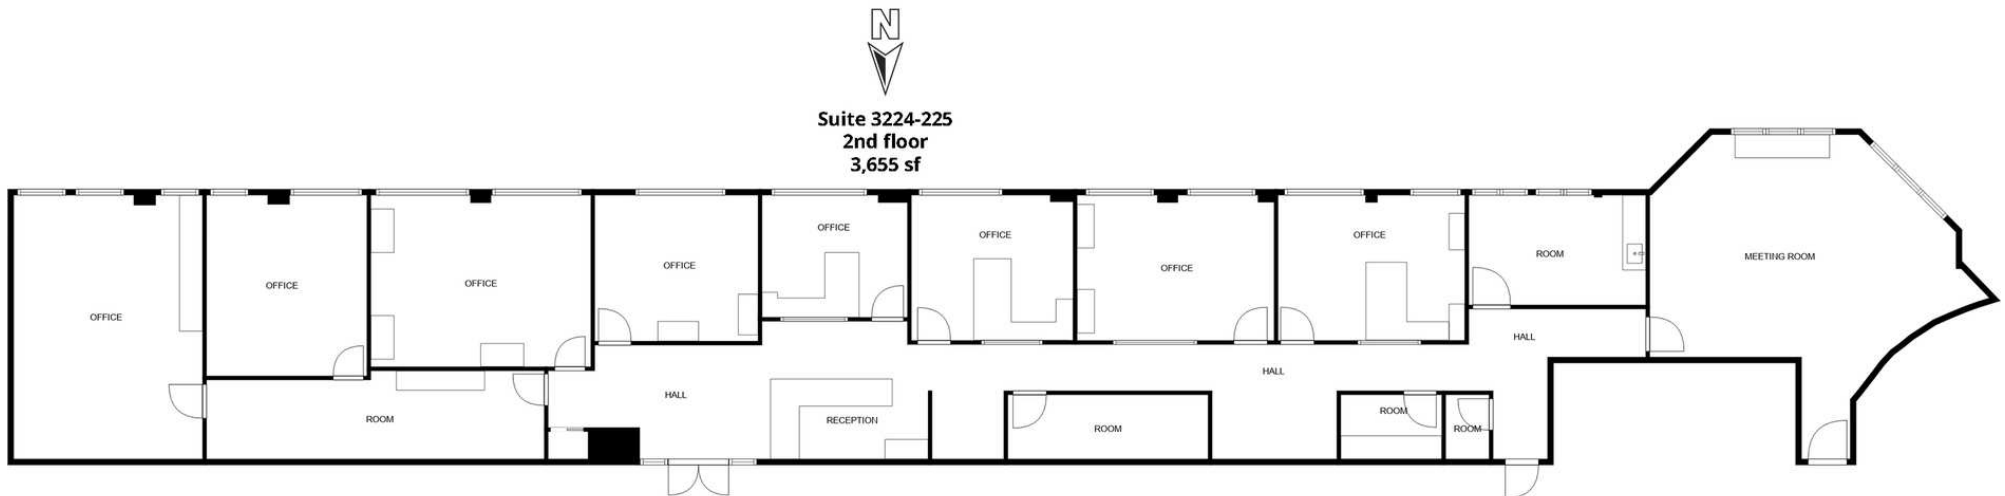 N
Suite 3224-225
2nd floor
3,655 sf
OFFICE
OFFICE
OFFICE
OFFICE
OFFICE
OFFICE
OFFICE
OFFICE
ROOM
MEETING ROOM
HALL
HALL
HALL
ROOM
RECEPTION
ROOM
ROOM
ROOM